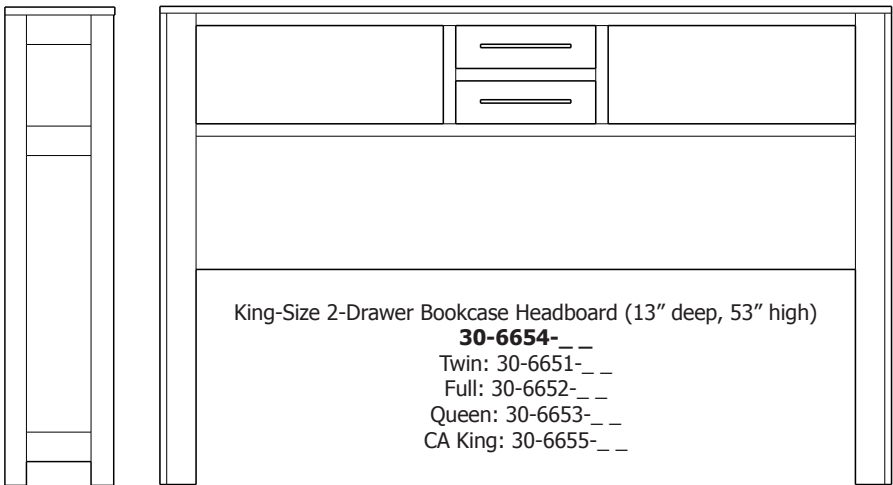 King-Size 2-Drawer Bookcase Headboard (13” deep, 53” high)
30-6654-_ _
Twin: 30-6651-_ _
Full: 30-6652-_ _
Queen: 30-6653-_ _
CA King: 30-6655-_ _